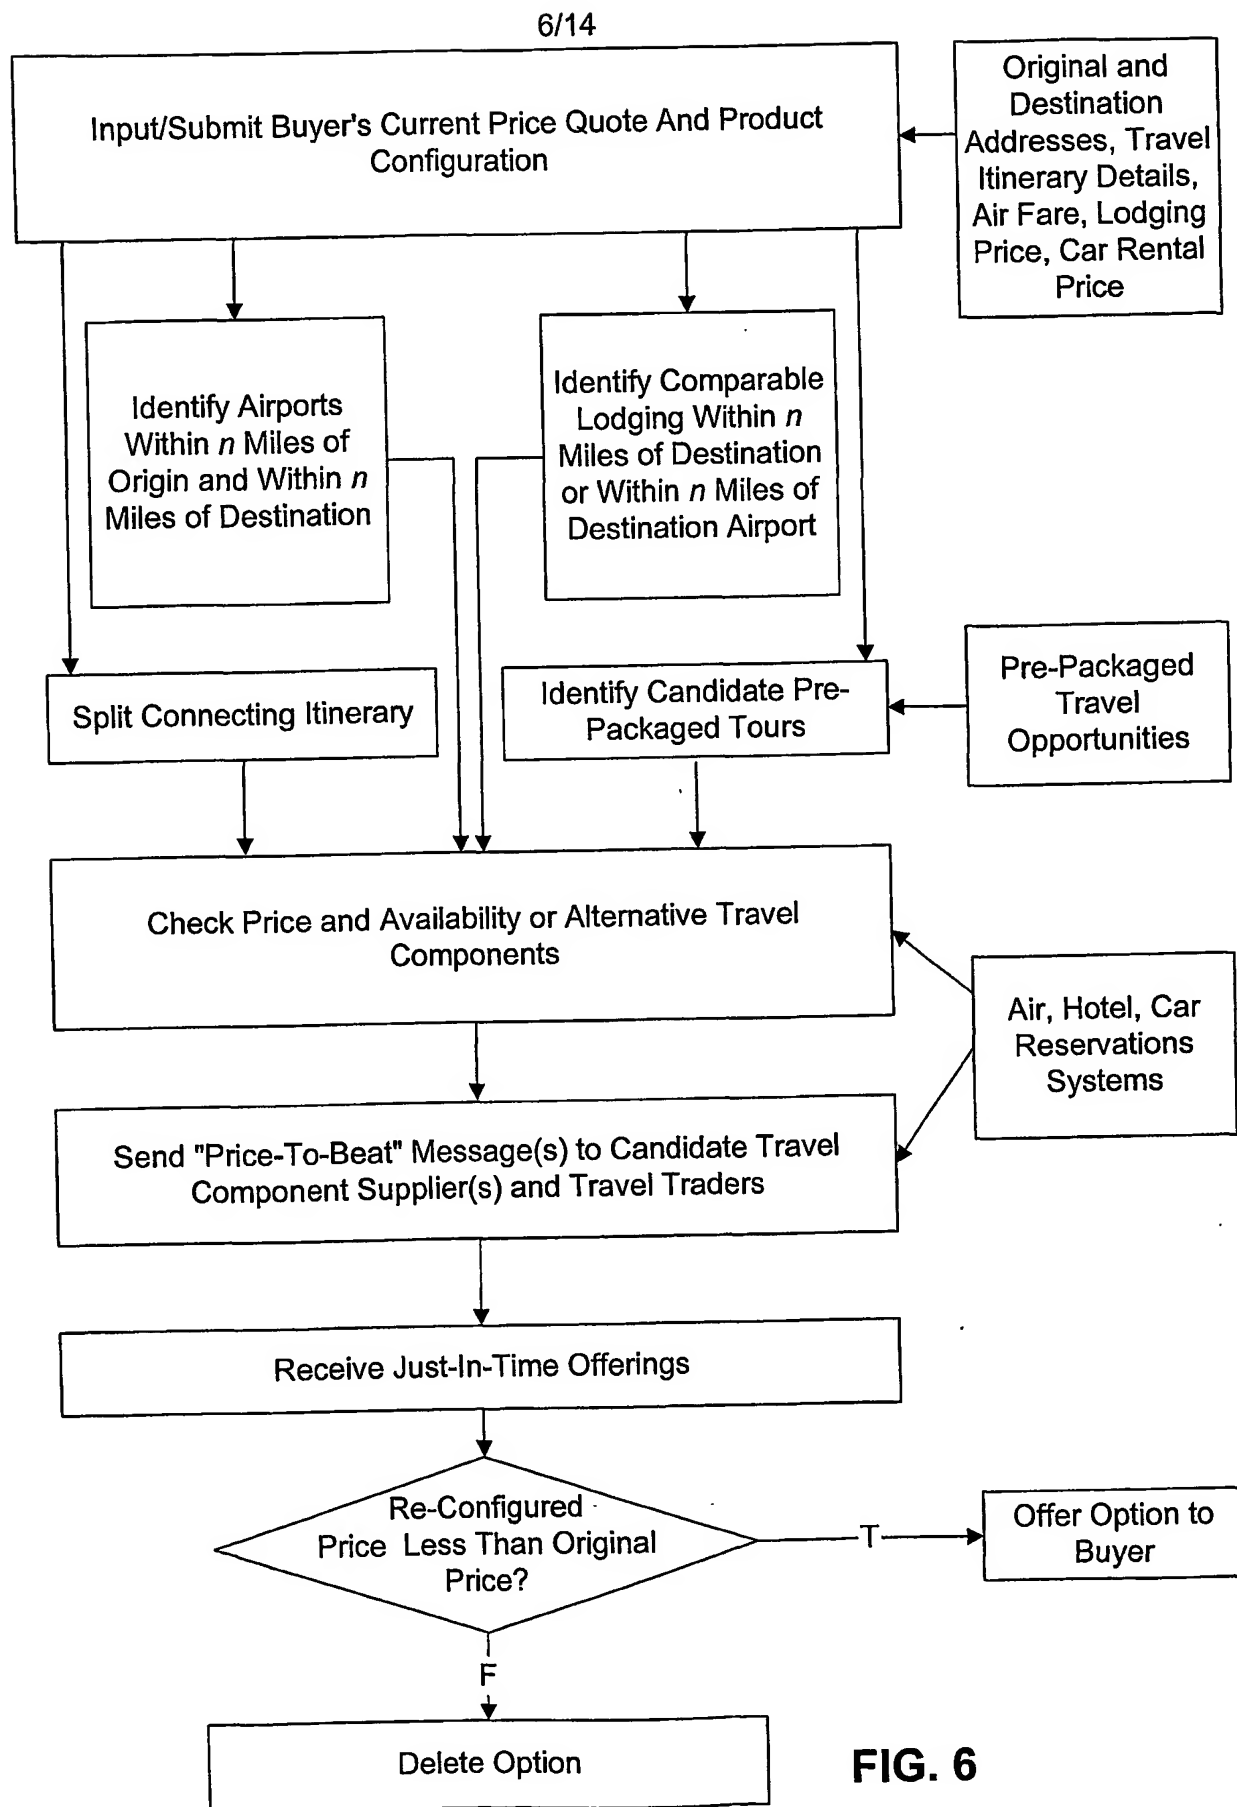 6/14
Input/Submit Buyer's Current Price Quote And Product
Configuration
Original and
Destination
Addresses, Travel
Itinerary Details,
Air Fare, Lodging
Price, Car Rental
Price
Identify Airports
Within n Miles of
Origin and Within n
Miles of Destination
Identify Comparable
Lodging Within n
Miles of Destination
or Within n Miles of
Destination Airport
Split Connecting Itinerary
Identify Candidate Pre-
Packaged Tours
Pre-Packaged
Travel
Opportunities
Check Price and Availability or Alternative Travel
Components
Air, Hotel, Car
Reservations
Systems
Send "Price-To-Beat" Message(s) to Candidate Travel
Component Supplier(s) and Travel Traders
Receive Just-In-Time Offerings
Re-Configured
Price Less Than Original
Price?
T
Offer Option to
Buyer
F
Delete Option
FIG. 6